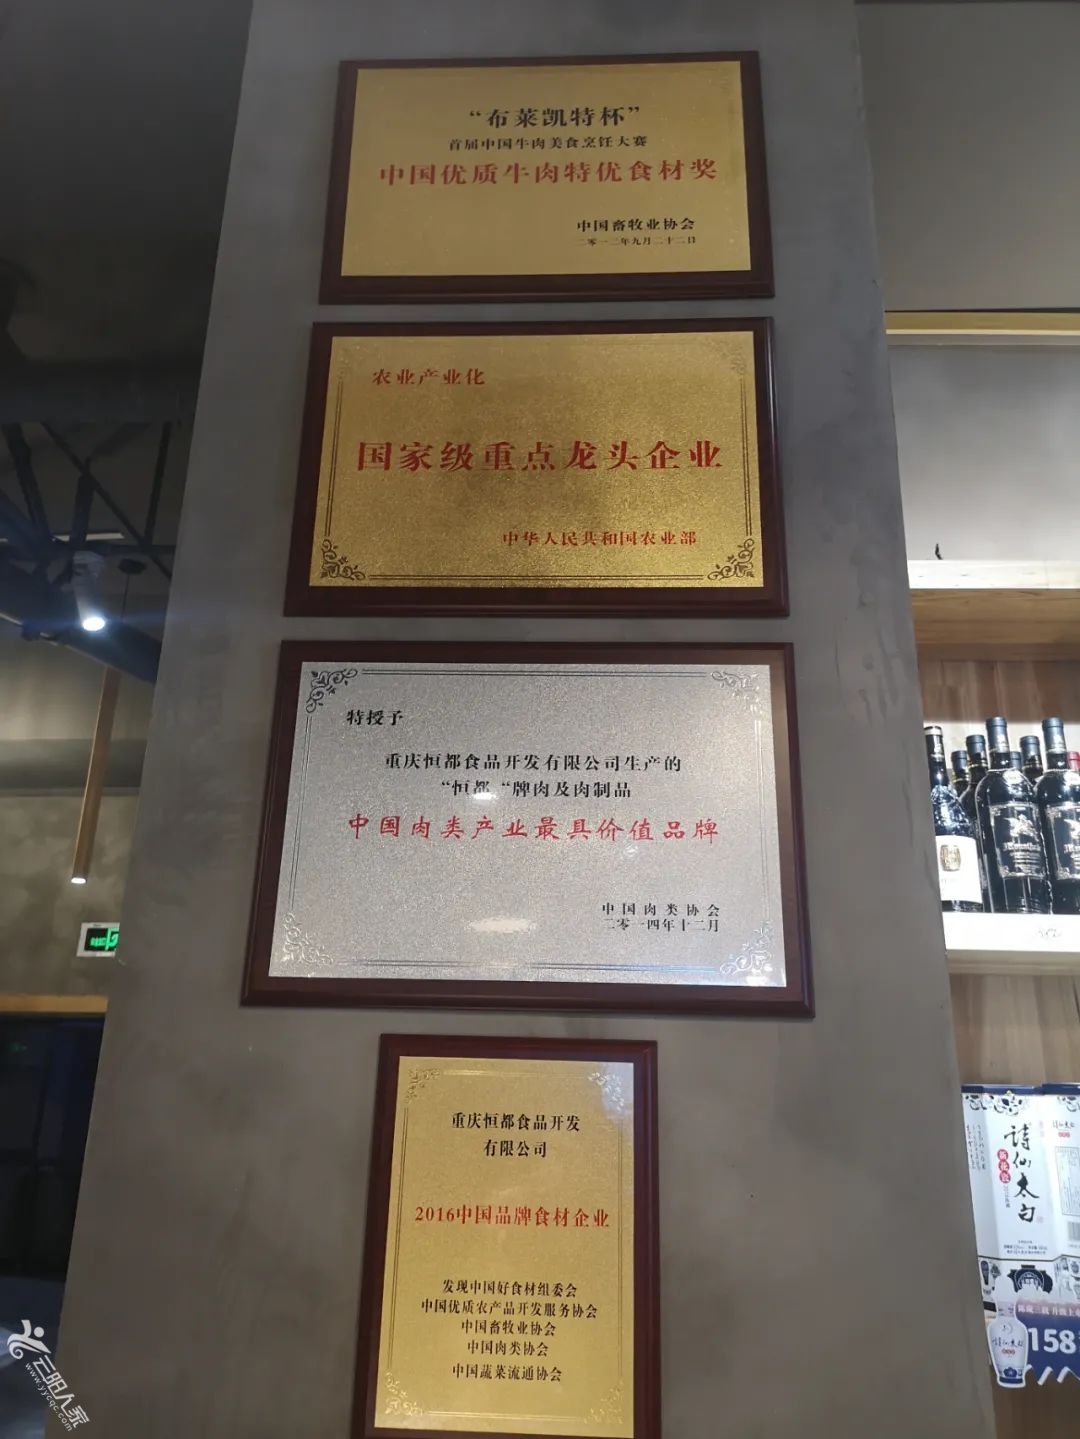 “布莱凯特杯”
首届中国牛肉美食烹饪大赛
中国优质牛肉特优食材奖
中国畜牧业协会
二零一二年九月二十二日
农业产业化
国家级重点龙头企业
中华人民共和国农业部
特授予
重庆恒都食品开发有限公司生产的
“恒都“牌肉及肉制品
中国肉类产业最具价值品牌
中国肉类协会
二零一四年十二月
重庆恒都食品开发
有限公司
2016中国品牌食材企业
发现中国好食材组委会
中国优质农产品开发服务协会
中国畜牧业协会
中国肉类协会
中国蔬菜流通协会
诗仙太白
新花瓷
158
云阳人家
www.yycqc.com